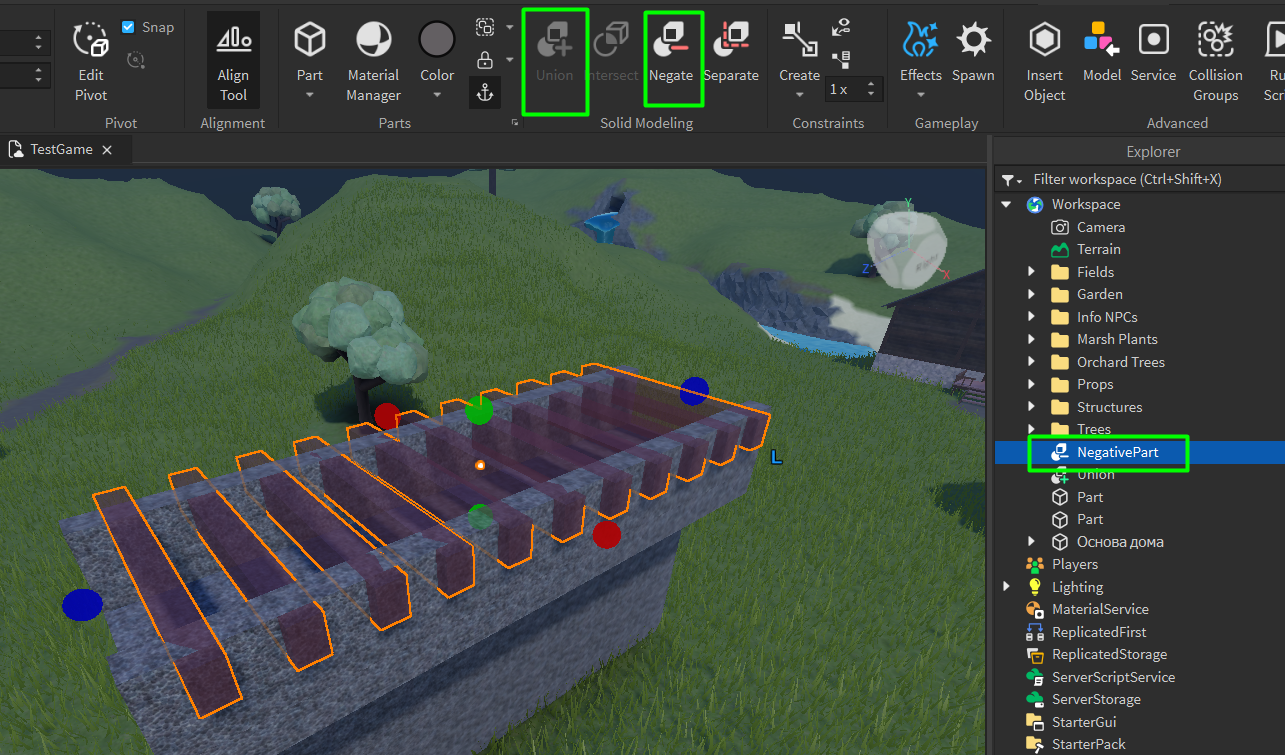 Snap
Edit
Pivot
Pivot
Align
Tool
Alignment
Part
Material
Manager
Color
Parts
Union
Intersect
Negate
Separate
Solid Modeling
Create
1 x
Constraints
Effects
Spawn
Gameplay
Insert
Object
Model
Service
Collision
Groups
Ru
Scr
Advanced
TestGame
Explorer
Filter workspace (Ctrl+Shift+X)
Workspace
Camera
Terrain
Fields
Garden
Info NPCs
Marsh Plants
Orchard Trees
Props
Structures
Trees
NegativePart
Union
Part
Part
Основа дома
Players
Lighting
MaterialService
ReplicatedFirst
ReplicatedStorage
ServerScriptService
ServerStorage
StarterGui
StarterPack
Y
Z
X
Right
L